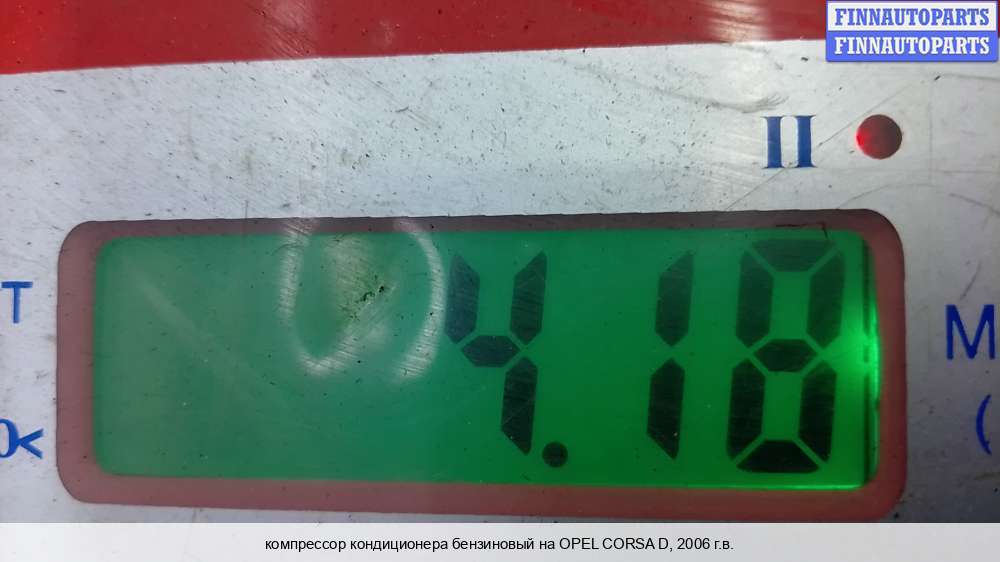 FINNAUTOPARTS
FINNAUTOPARTS
II
4.18
T
M
(
компрессор кондиционера бензиновый на OPEL CORSA D, 2006 г.в.